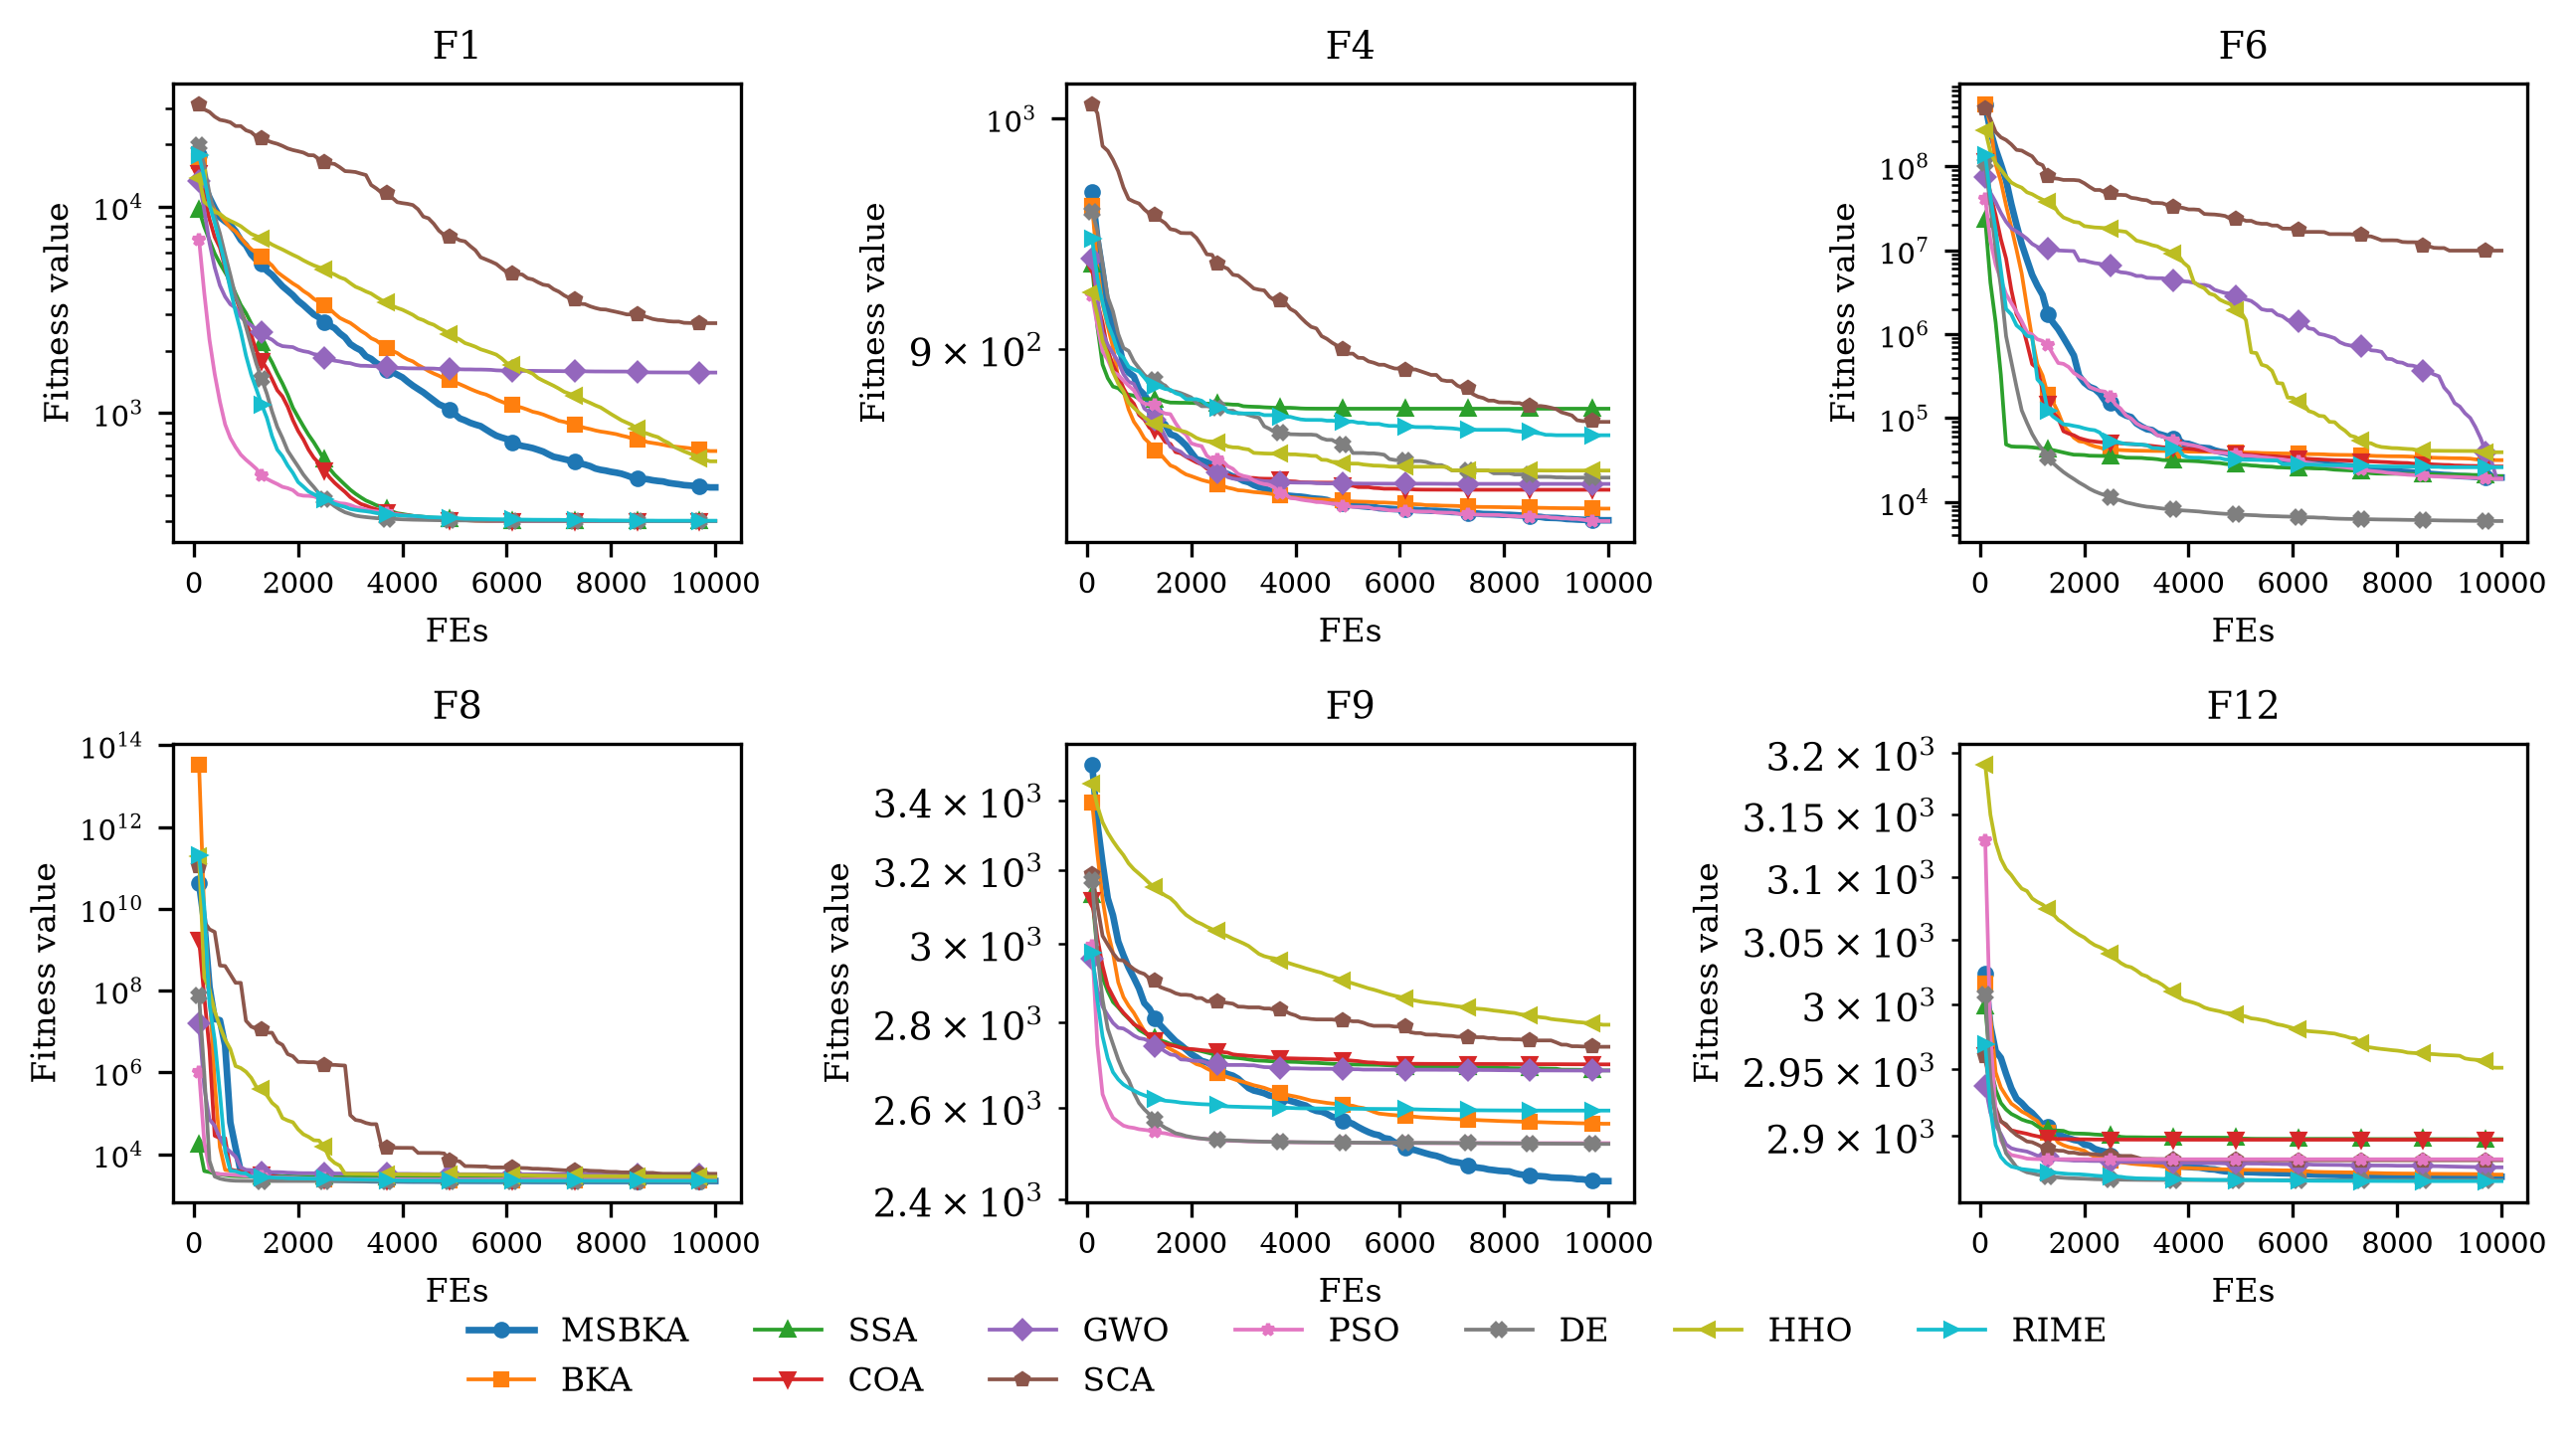 F1
F4
F6
Fitness value
10^4
10^3
0 2000 4000 6000 8000 10000
FEs
Fitness value
10^3
9 × 10^2
0 2000 4000 6000 8000 10000
FEs
Fitness value
10^8
10^7
10^6
10^5
10^4
0 2000 4000 6000 8000 10000
FEs
F8
F9
F12
Fitness value
10^14
10^12
10^10
10^8
10^6
10^4
0 2000 4000 6000 8000 10000
FEs
Fitness value
3.4 × 10^3
3.2 × 10^3
3 × 10^3
2.8 × 10^3
2.6 × 10^3
2.4 × 10^3
0 2000 4000 6000 8000 10000
FEs
Fitness value
3.2 × 10^3
3.15 × 10^3
3.1 × 10^3
3.05 × 10^3
3 × 10^3
2.95 × 10^3
2.9 × 10^3
0 2000 4000 6000 8000 10000
FEs
MSBKA SSA GWO PSO DE HHO RIME
BKA COA SCA